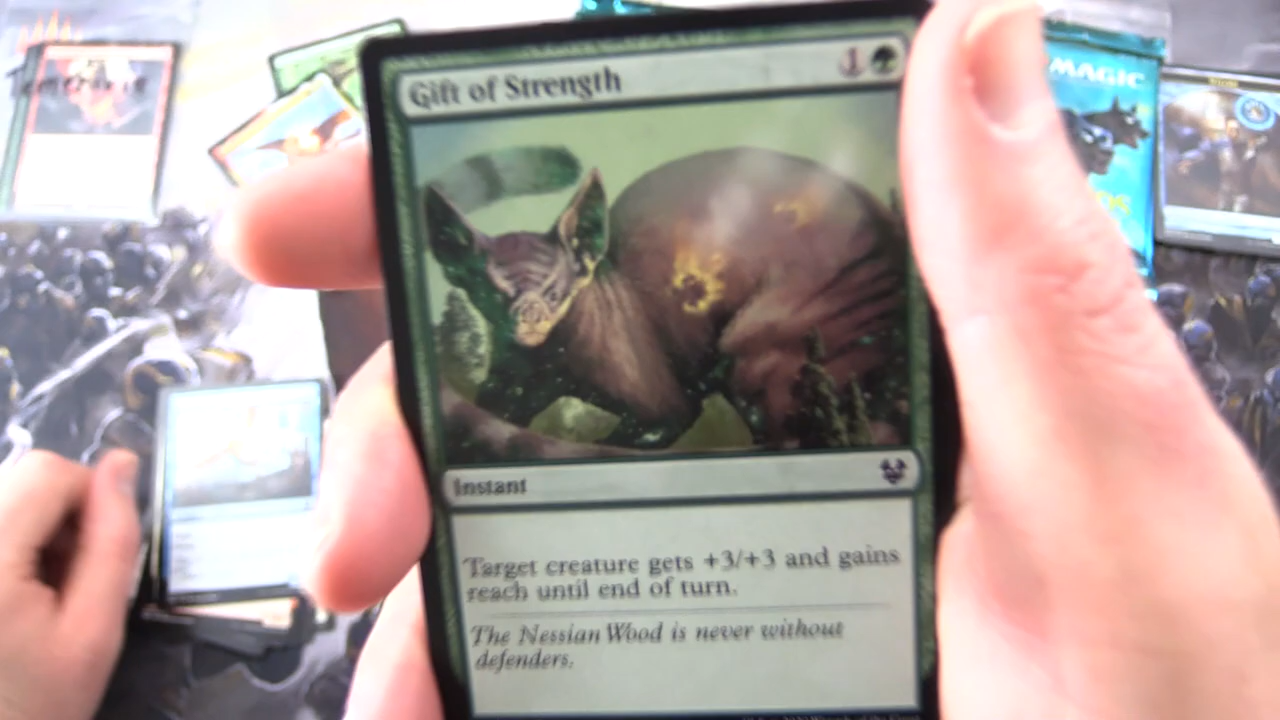 Gift of Strength 1
MAGIC
Instant
Target creature gets +3/+3 and gains
reach until end of turn.
The Nessian Wood is never without
defenders.